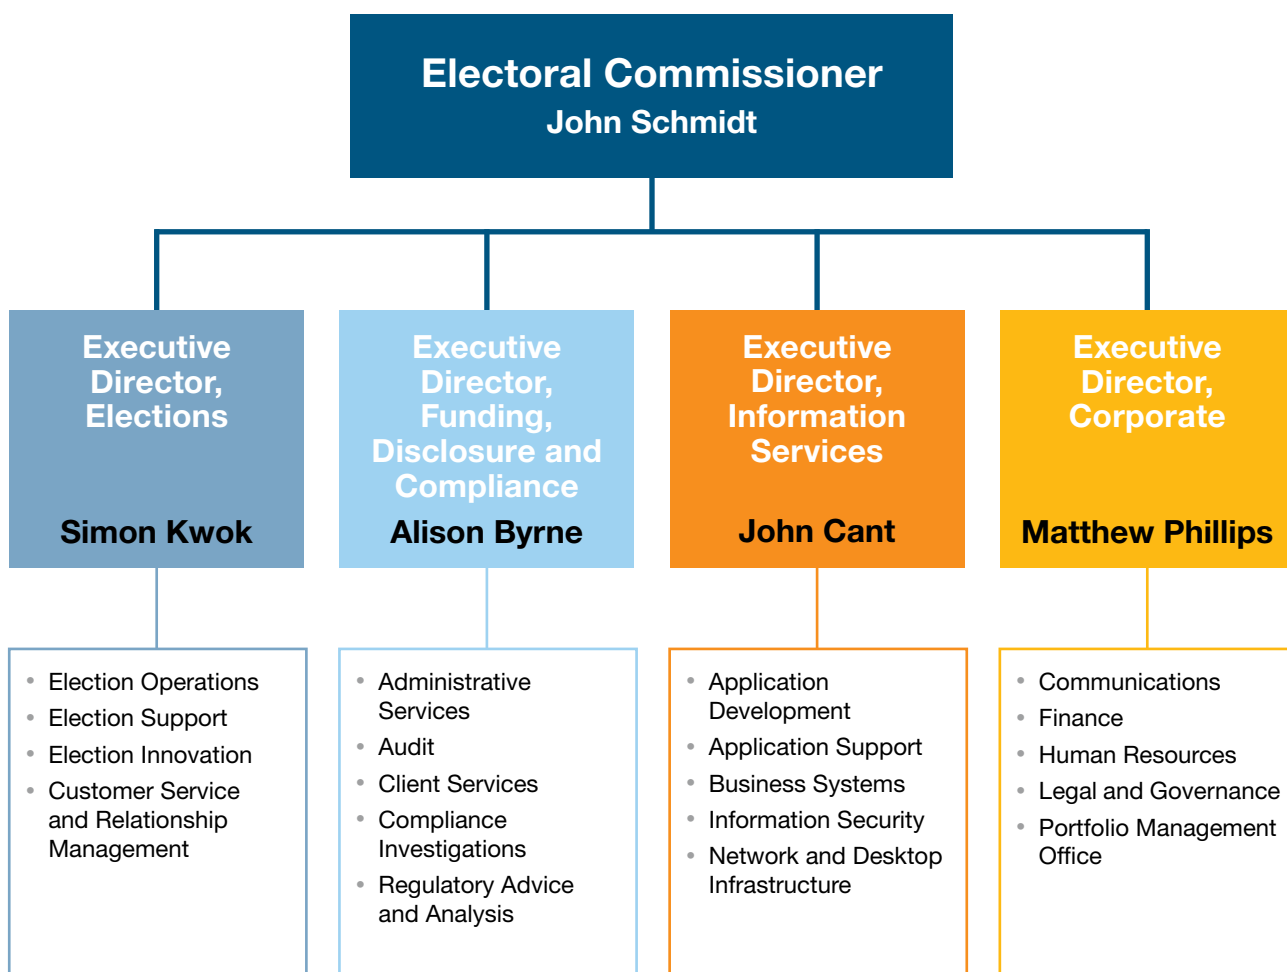 Electoral Commissioner
John Schmidt
Executive
Director,
Elections
Simon Kwok
Executive
Director,
Funding,
Disclosure and
Compliance
Alison Byrne
Executive
Director,
Information
Services
John Cant
Executive
Director,
Corporate
Matthew Phillips
• Election Operations
• Election Support
• Election Innovation
• Customer Service
and Relationship
Management
• Administrative
Services
• Audit
• Client Services
• Compliance
Investigations
• Regulatory Advice
and Analysis
• Application
Development
• Application Support
• Business Systems
• Information Security
• Network and Desktop
Infrastructure
• Communications
• Finance
• Human Resources
• Legal and Governance
• Portfolio Management
Office